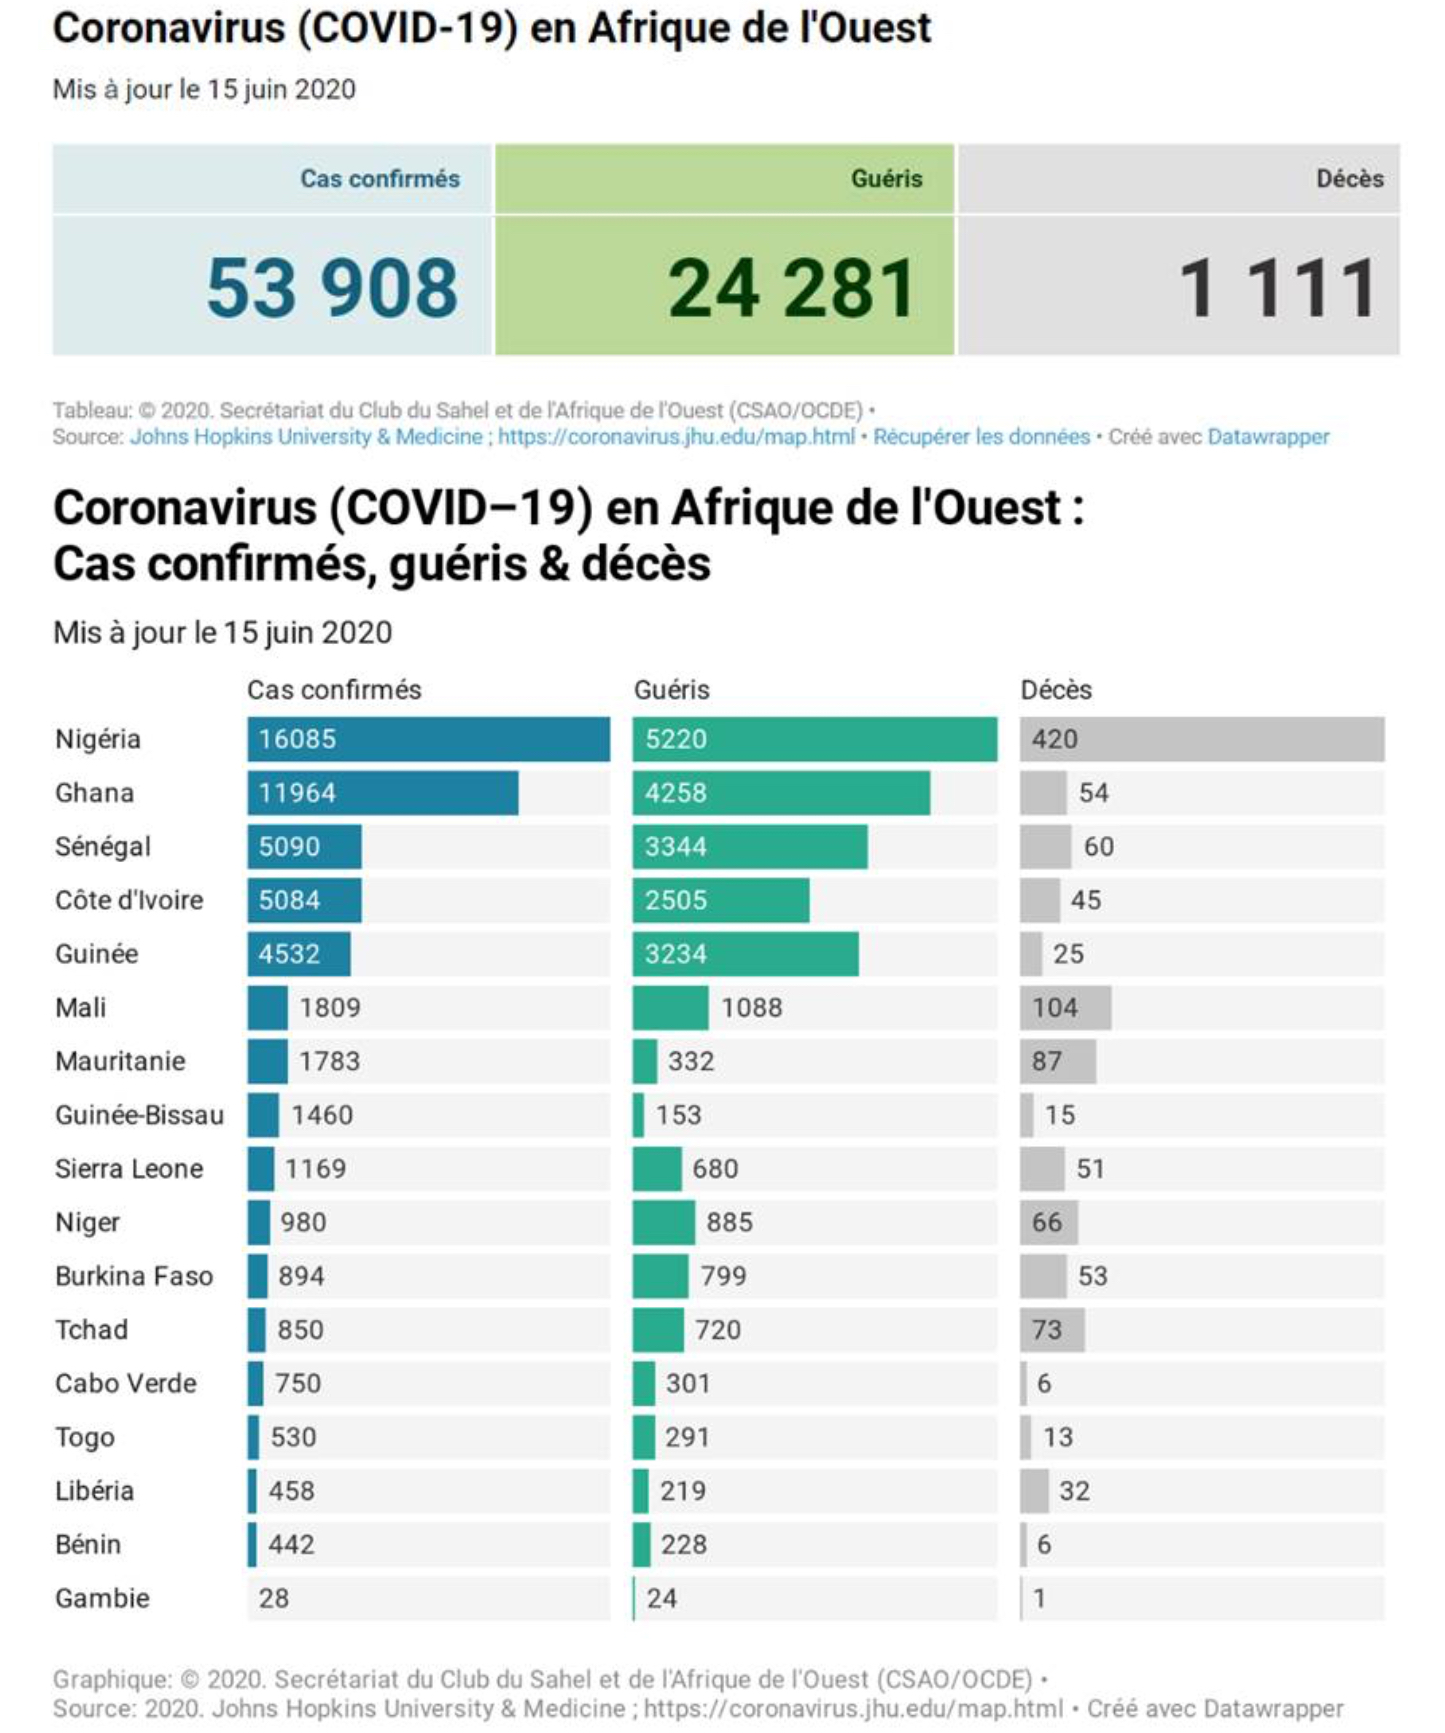 Coronavirus (COVID-19) en Afrique de l'Ouest
Mis à jour le 15 juin 2020
Cas confirmés Guéris Décès
53 908 24 281 1 111
Tableau: © 2020. Secrétariat du Club du Sahel et de l'Afrique de l'Ouest (CSAO/OCDE) •
Source: Johns Hopkins University & Medicine ; https://coronavirus.jhu.edu/map.html • Récupérer les données • Créé avec Datawrapper
Coronavirus (COVID–19) en Afrique de l'Ouest :
Cas confirmés, guéris & décès
Mis à jour le 15 juin 2020
Cas confirmés Guéris Décès
Nigéria 16085 5220 420
Ghana 11964 4258 54
Sénégal 5090 3344 60
Côte d'Ivoire 5084 2505 45
Guinée 4532 3234 25
Mali 1809 1088 104
Mauritanie 1783 332 87
Guinée-Bissau 1460 153 15
Sierra Leone 1169 680 51
Niger 980 885 66
Burkina Faso 894 799 53
Tchad 850 720 73
Cabo Verde 750 301 6
Togo 530 291 13
Libéria 458 219 32
Bénin 442 228 6
Gambie 28 24 1
Graphique: © 2020. Secrétariat du Club du Sahel et de l'Afrique de l'Ouest (CSAO/OCDE) •
Source: 2020. Johns Hopkins University & Medicine ; https://coronavirus.jhu.edu/map.html • Créé avec Datawrapper